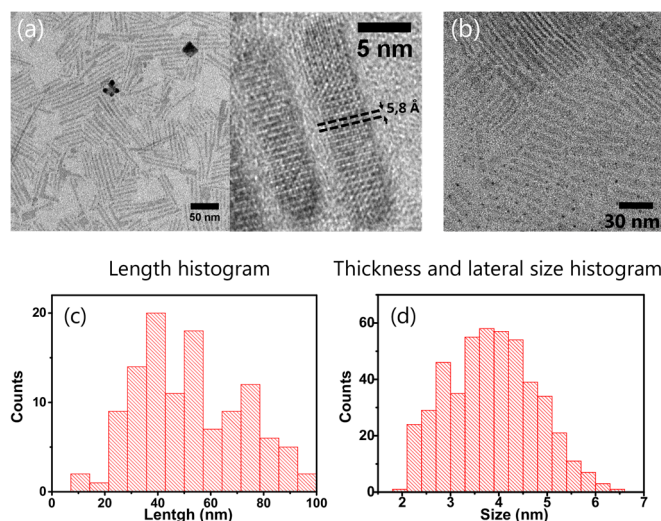 (a)
50 nm
5 nm
5,8 Å
(b)
30 nm
Length histogram
Thickness and lateral size histogram
(c)
Counts
20
10
0
0
20
40
60
80
100
Lentgh (nm)
(d)
Counts
60
40
20
0
2
3
4
5
6
7
Size (nm)